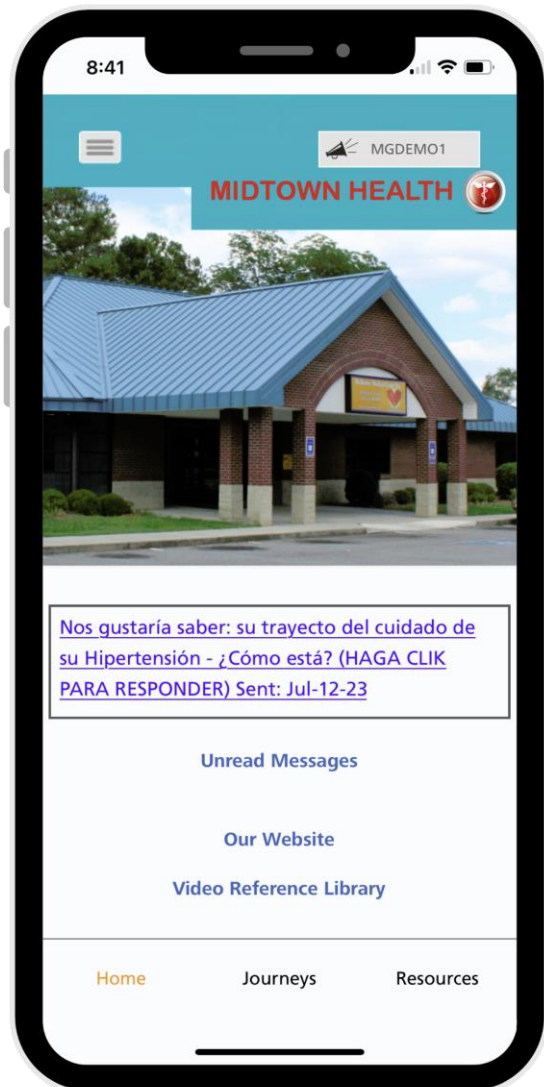 8:41
MGDEMO1
MIDTOWN HEALTH
Nos gustaría saber: su trayecto del cuidado de
su Hipertensión - ¿Cómo está? (HAGA CLIK
PARA RESPONDER) Sent: Jul-12-23
Unread Messages
Our Website
Video Reference Library
Home Journeys Resources